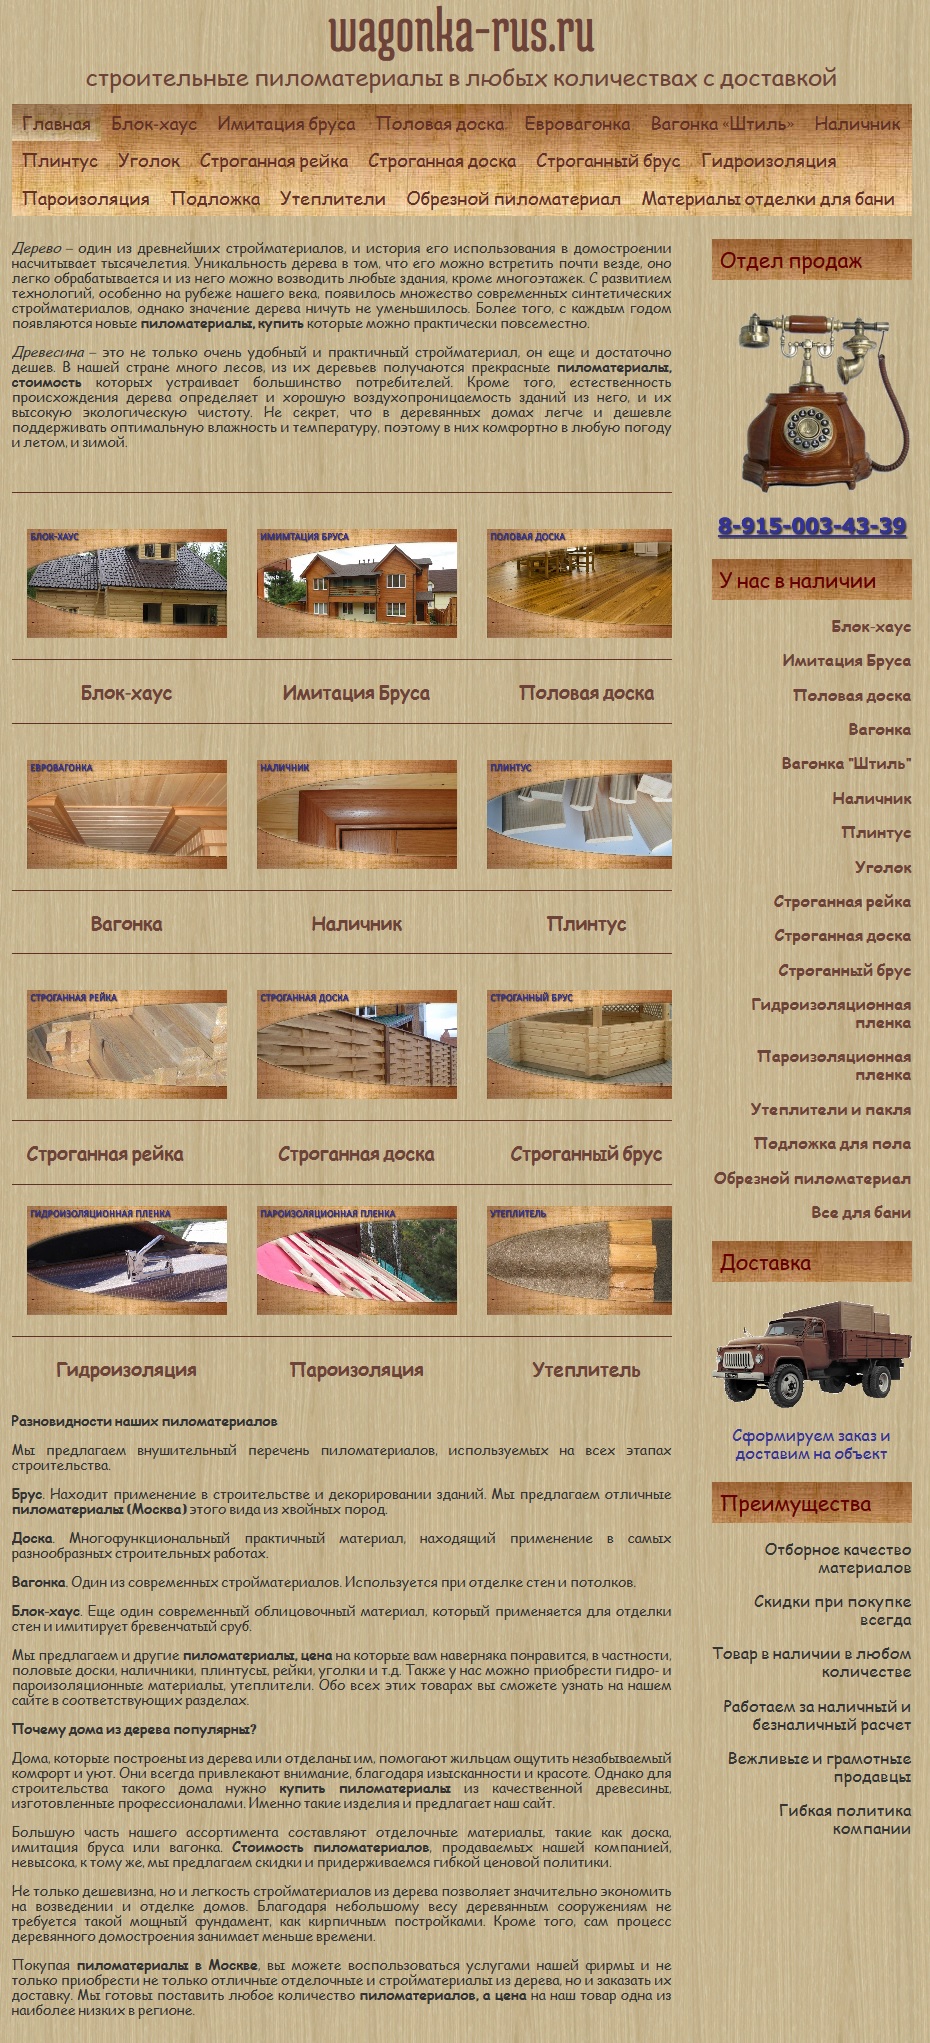 wagonka-rus.ru
строительные пиломатериалы в любых количествах с доставкой
Главная Блок-хаус Имитация бруса Половая доска Евровагонка Вагонка «Штиль» Наличник
Плинтус Уголок Строганная рейка Строганная доска Строганный брус Гидроизоляция
Пароизоляция Подложка Утеплители Обрезной пиломатериал Материалы отделки для бани
Дерево – один из древнейших стройматериалов, и история его использования в домостроении
насчитывает тысячелетия. Уникальность дерева в том, что его можно встретить почти везде, оно
легко обрабатывается и из него можно возводить любые здания, кроме многоэтажек. С развитием
технологий, особенно на рубеже нашего века, появилось множество современных синтетических
стройматериалов, однако значение дерева ничуть не уменьшилось. Более того, с каждым годом
появляются новые пиломатериалы, купить которые можно практически повсеместно.
Древесина – это не только очень удобный и практичный стройматериал, он еще и достаточно
дешев. В нашей стране много лесов, из их деревьев получаются прекрасные пиломатериалы,
стоимость которых устраивает большинство потребителей. Кроме того, естественность
происхождения дерева определяет и хорошую воздухопроницаемость зданий из него, и их
высокую экологическую чистоту. Не секрет, что в деревянных домах легче и дешевле
поддерживать оптимальную влажность и температуру, поэтому в них комфортно в любую погоду
и летом, и зимой.
БЛОК-ХАУС ИМИМТАЦИЯ БРУСА ПОЛОВАЯ ДОСКА
Блок-хаус Имитация Бруса Половая доска
ЕВРОВАГОНКА НАЛИЧНИК ПЛИНТУС
Вагонка Наличник Плинтус
СТРОГАННАЯ РЕЙКА СТРОГАННАЯ ДОСКА СТРОГАННЫЙ БРУС
Строганная рейка Строганная доска Строганный брус
ГИДРОИЗОЛЯЦИОННАЯ ПЛЕНКА ПАРОИЗОЛЯЦИОННАЯ ПЛЕНКА УТЕПЛИТЕЛЬ
Гидроизоляция Пароизоляция Утеплитель
Разновидности наших пиломатериалов
Мы предлагаем внушительный перечень пиломатериалов, используемых на всех этапах
строительства.
Брус. Находит применение в строительстве и декорировании зданий. Мы предлагаем отличные
пиломатериалы (Москва) этого вида из хвойных пород.
Доска. Многофункциональный практичный материал, находящий применение в самых
разнообразных строительных работах.
Вагонка. Один из современных стройматериалов. Используется при отделке стен и потолков.
Блок-хаус. Еще один современный облицовочный материал, который применяется для отделки
стен и имитирует бревенчатый сруб.
Мы предлагаем и другие пиломатериалы, цена на которые вам наверняка понравится, в частности,
половые доски, наличники, плинтусы, рейки, уголки и т.д. Также у нас можно приобрести гидро- и
пароизоляционные материалы, утеплители. Обо всех этих товарах вы сможете узнать на нашем
сайте в соответствующих разделах.
Почему дома из дерева популярны?
Дома, которые построены из дерева или отделаны им, помогают жильцам ощутить незабываемый
комфорт и уют. Они всегда привлекают внимание, благодаря изысканности и красоте. Однако для
строительства такого дома нужно купить пиломатериалы из качественной древесины,
изготовленные профессионалами. Именно такие изделия и предлагает наш сайт.
Большую часть нашего ассортимента составляют отделочные материалы, такие как доска,
имитация бруса или вагонка. Стоимость пиломатериалов, продаваемых нашей компанией,
невысока, к тому же, мы предлагаем скидки и придерживаемся гибкой ценовой политики.
Не только дешевизна, но и легкость стройматериалов из дерева позволяет значительно экономить
на возведении и отделке домов. Благодаря небольшому весу деревянным сооружениям не
требуется такой мощный фундамент, как кирпичным постройками. Кроме того, сам процесс
деревянного домостроения занимает меньше времени.
Покупая пиломатериалы в Москве, вы можете воспользоваться услугами нашей фирмы и не
только приобрести не только отличные отделочные и стройматериалы из дерева, но и заказать их
доставку. Мы готовы поставить любое количество пиломатериалов, а цена на наш товар одна из
наиболее низких в регионе.
Отдел продаж
8-915-003-43-39
У нас в наличии
Блок-хаус
Имитация Бруса
Половая доска
Вагонка
Вагонка "Штиль"
Наличник
Плинтус
Уголок
Строганная рейка
Строганная доска
Строганный брус
Гидроизоляционная
пленка
Пароизоляционная
пленка
Утеплители и пакля
Подложка для пола
Обрезной пиломатериал
Все для бани
Доставка
Сформируем заказ и
доставим на объект
Преимущества
Отборное качество
материалов
Скидки при покупке
всегда
Товар в наличии в любом
количестве
Работаем за наличный и
безналичный расчет
Вежливые и грамотные
продавцы
Гибкая политика
компании